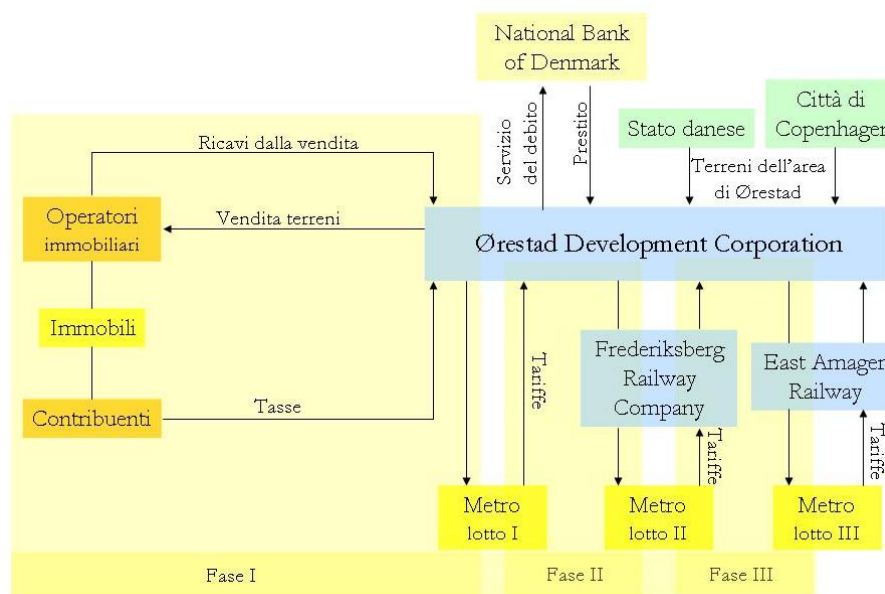 National Bank
of Denmark
Città di
Copenhagen
Stato danese
Servizio
del debito
Prestito
Ricavi dalla vendita
Terreni dell'area
di Ørestad
Operatori
immobiliari
Vendita terreni
Ørestad Development Corporation
Immobili
Frederiksberg
Railway
Company
East Amager
Railway
Tariffe
Contribuenti
Tasse
Tariffe
Tariffe
Metro
lotto I
Metro
lotto II
Metro
lotto III
Fase I
Fase II
Fase III